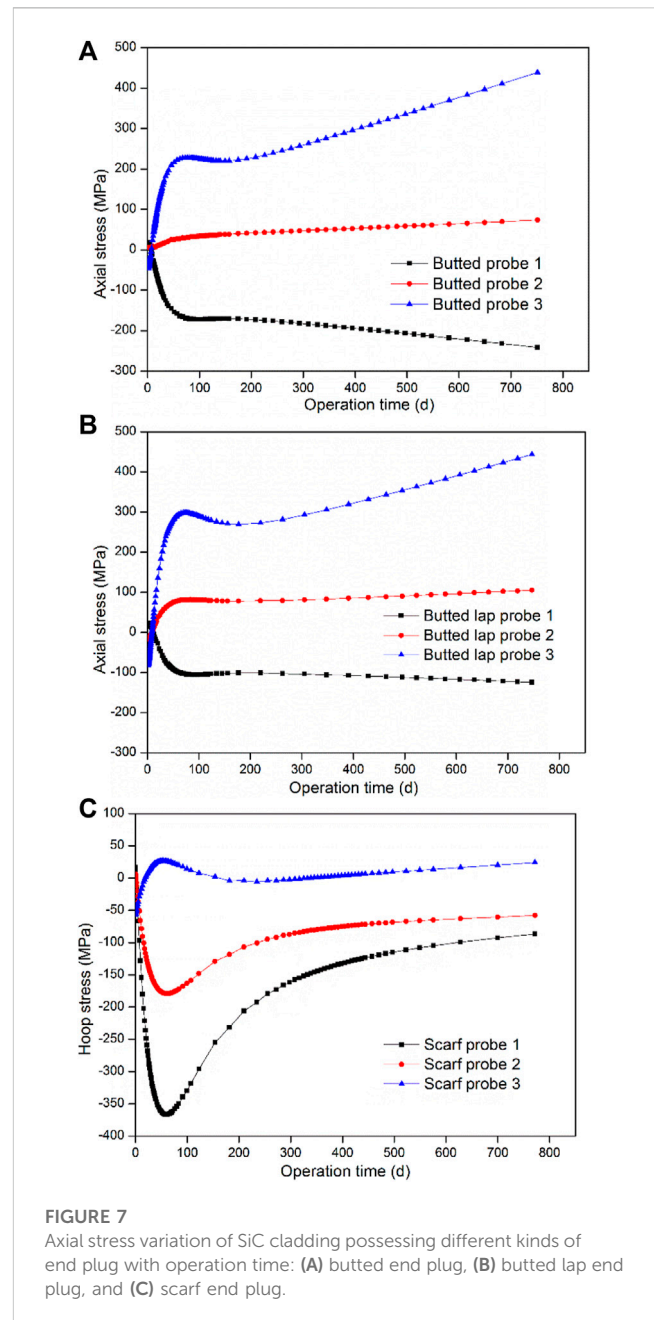 A
500
400
300
200
100
0
-100
-200
-300
Axial stress (MPa)
Butted probe 1
Butted probe 2
Butted probe 3
0 100 200 300 400 500 600 700 800
Operation time (d)
B
500
400
300
200
100
0
-100
-200
-300
Axial stress (MPa)
Butted lap probe 1
Butted lap probe 2
Butted lap probe 3
0 100 200 300 400 500 600 700 800
Operation time (d)
C
100
50
0
-50
-100
-150
-200
-250
-300
-350
-400
Hoop stress (MPa)
Scarf probe 1
Scarf probe 2
Scarf probe 3
0 100 200 300 400 500 600 700 800
Operation time (d)
FIGURE 7
Axial stress variation of SiC cladding possessing different kinds of
end plug with operation time: (A) butted end plug, (B) butted lap end
plug, and (C) scarf end plug.